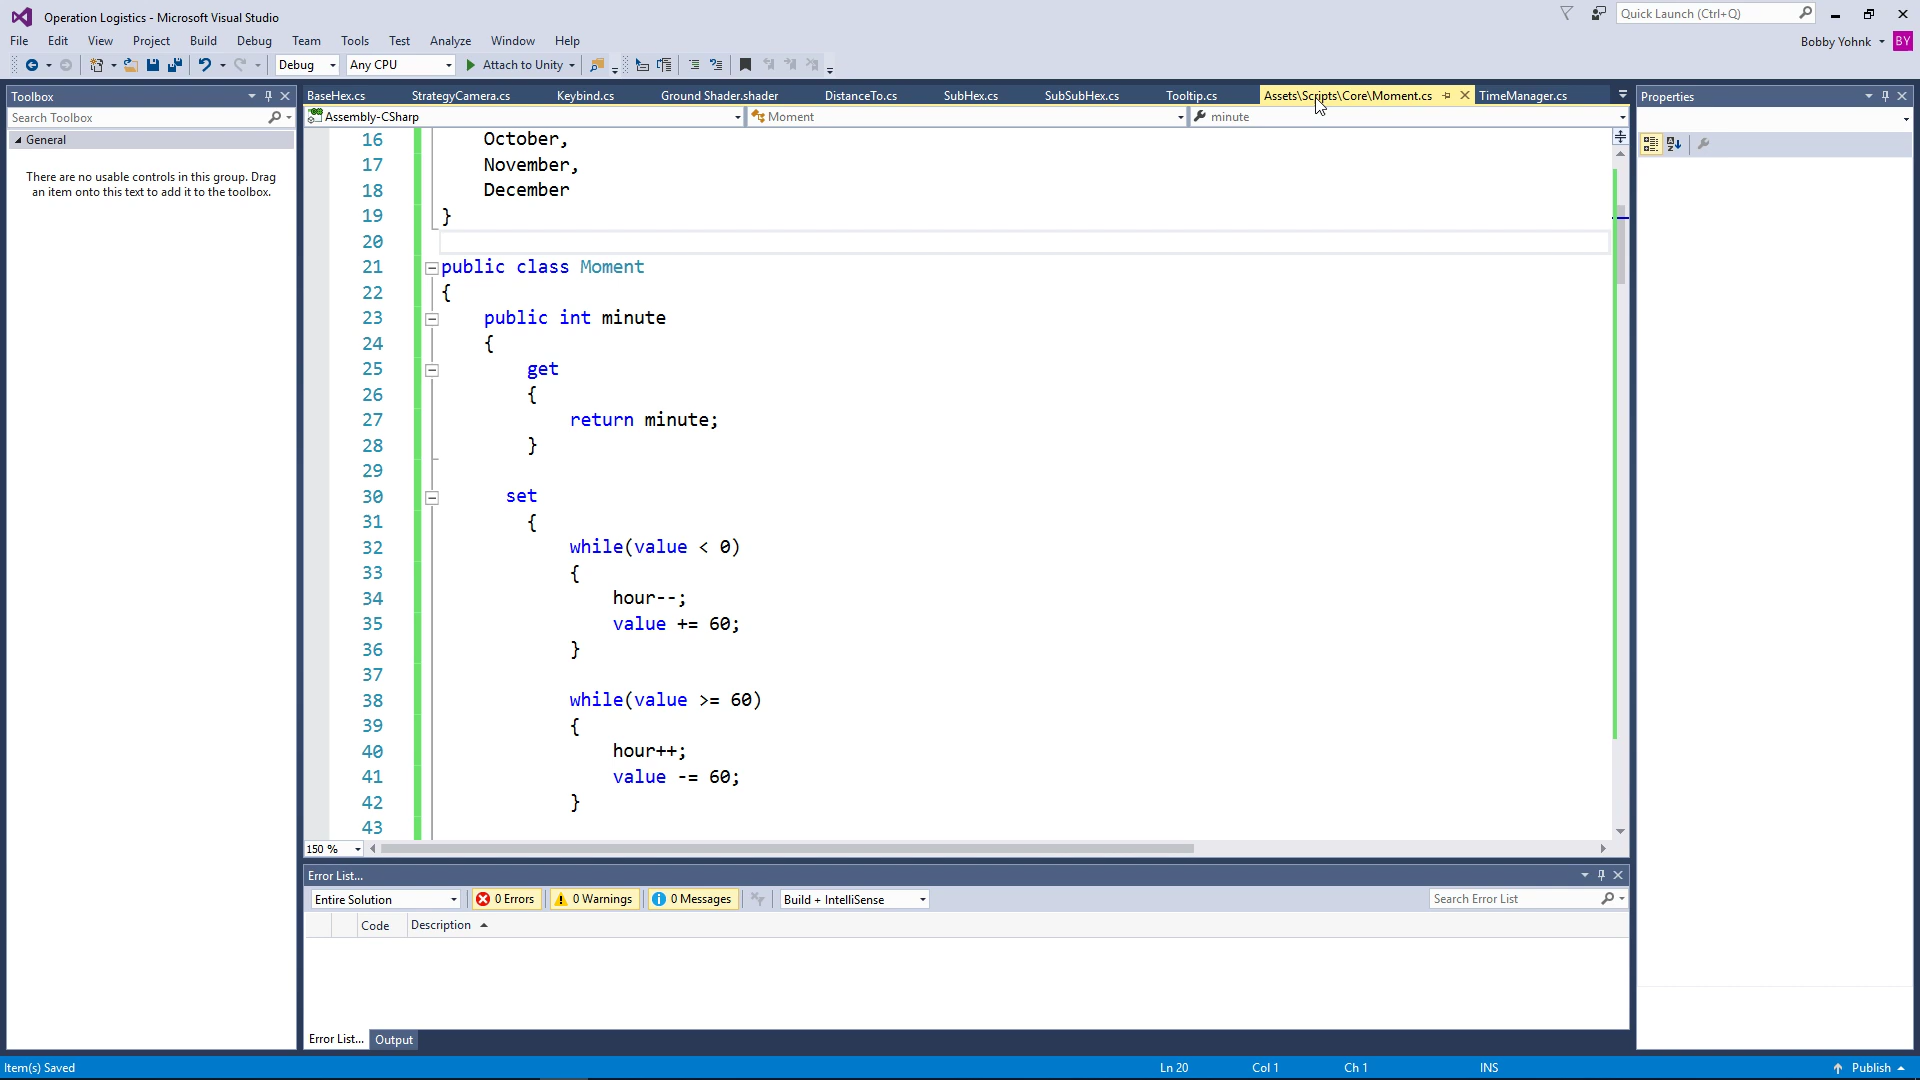 Operation Logistics - Microsoft Visual Studio
Quick Launch (Ctrl+Q)
File Edit View Project Build Debug Team Tools Test Analyze Window Help
Bobby Yohnk BY
Debug Any CPU Attach to Unity
Toolbox
Search Toolbox
General
There are no usable controls in this group. Drag
an item onto this text to add it to the toolbox.
BaseHex.cs StrategyCamera.cs Keybind.cs Ground Shader.shader DistanceTo.cs SubHex.cs SubSubHex.cs Tooltip.cs Assets\Scripts\Core\Moment.cs TimeManager.cs
Assembly-CSharp Moment minute
16 October,
17 November,
18 December
19 }
20
21 public class Moment
22 {
23 public int minute
24 {
25 get
26 {
27 return minute;
28 }
29
30 set
31 {
32 while(value < 0)
33 {
34 hour--;
35 value += 60;
36 }
37
38 while(value >= 60)
39 {
40 hour++;
41 value -= 60;
42 }
43
150 %
Properties
Error List...
Entire Solution 0 Errors 0 Warnings 0 Messages Build + IntelliSense Search Error List
Code Description
Error List... Output
Item(s) Saved Ln 20 Col 1 Ch 1 INS Publish